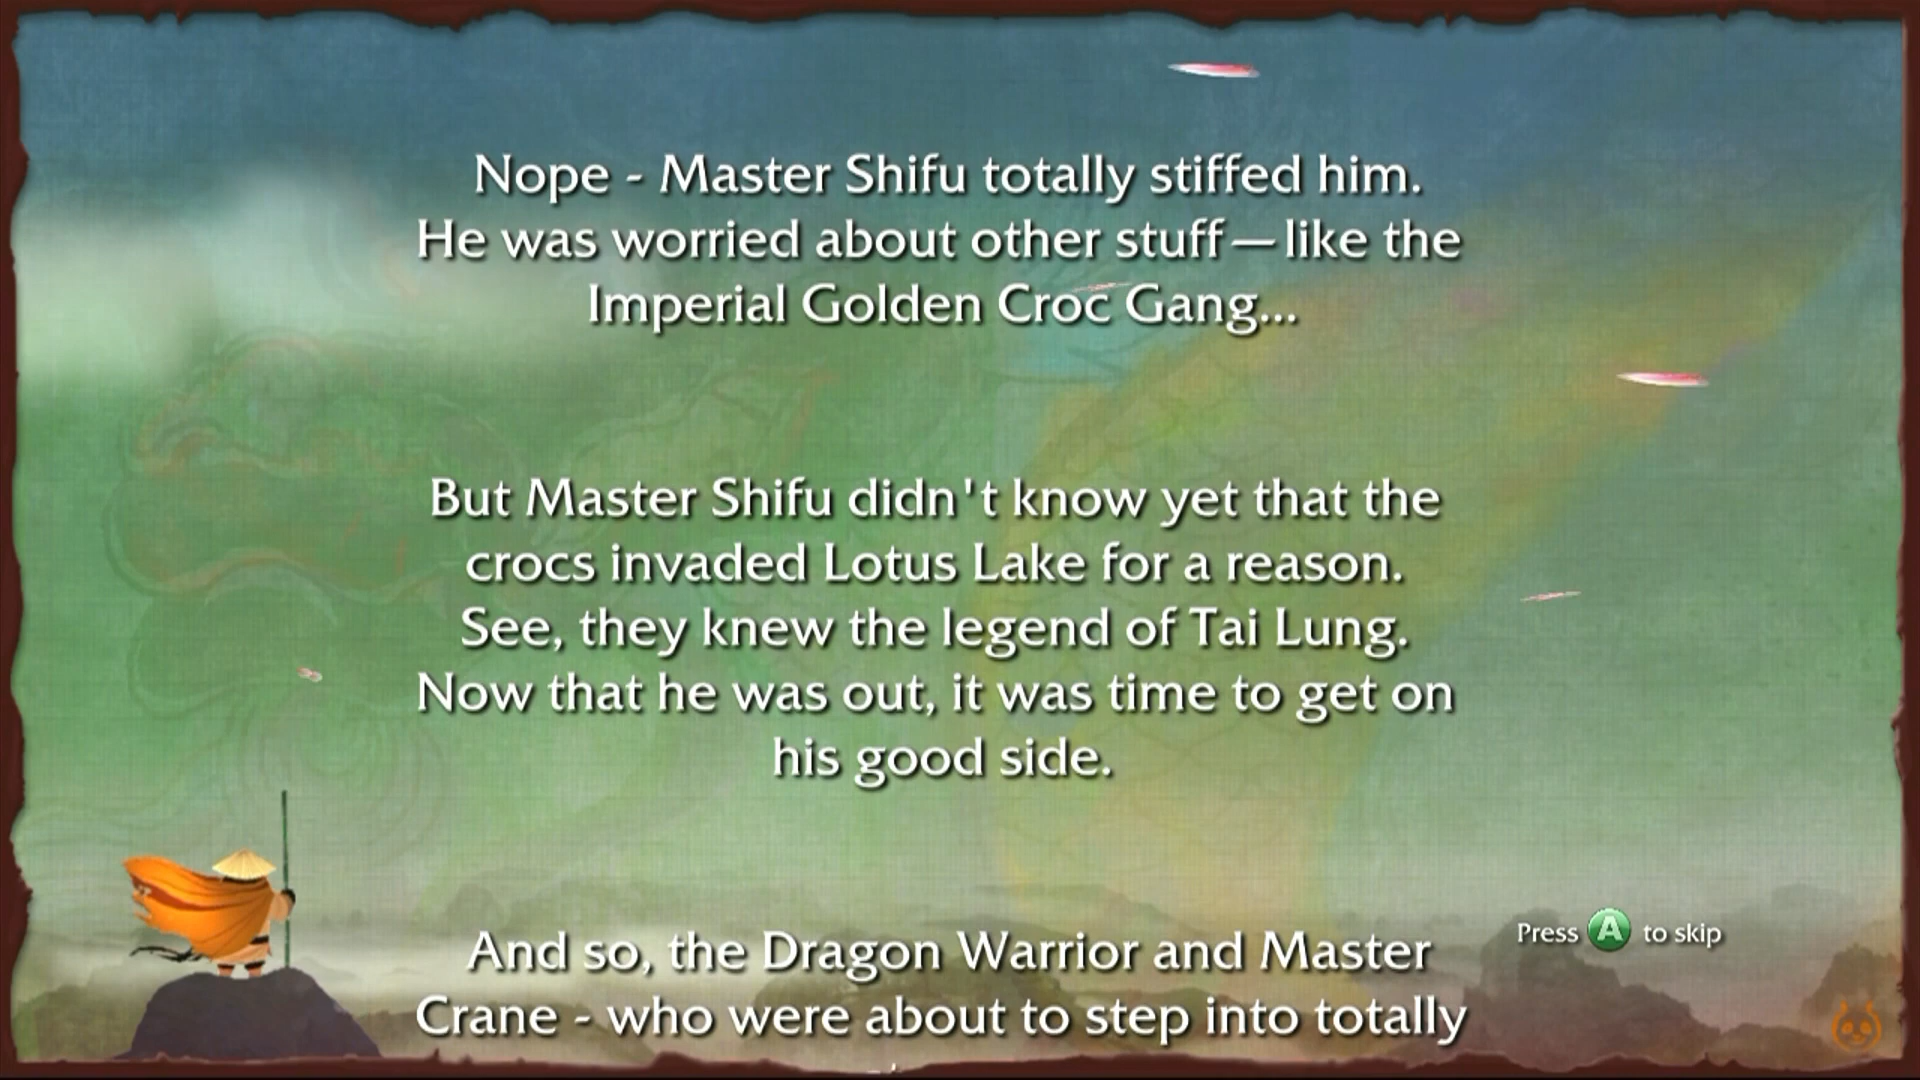 Nope - Master Shifu totally stiffed him.
He was worried about other stuff—like the
Imperial Golden Croc Gang...
But Master Shifu didn't know yet that the
crocs invaded Lotus Lake for a reason.
See, they knew the legend of Tai Lung.
Now that he was out, it was time to get on
his good side.
And so, the Dragon Warrior and Master
Crane - who were about to step into totally
Press A to skip